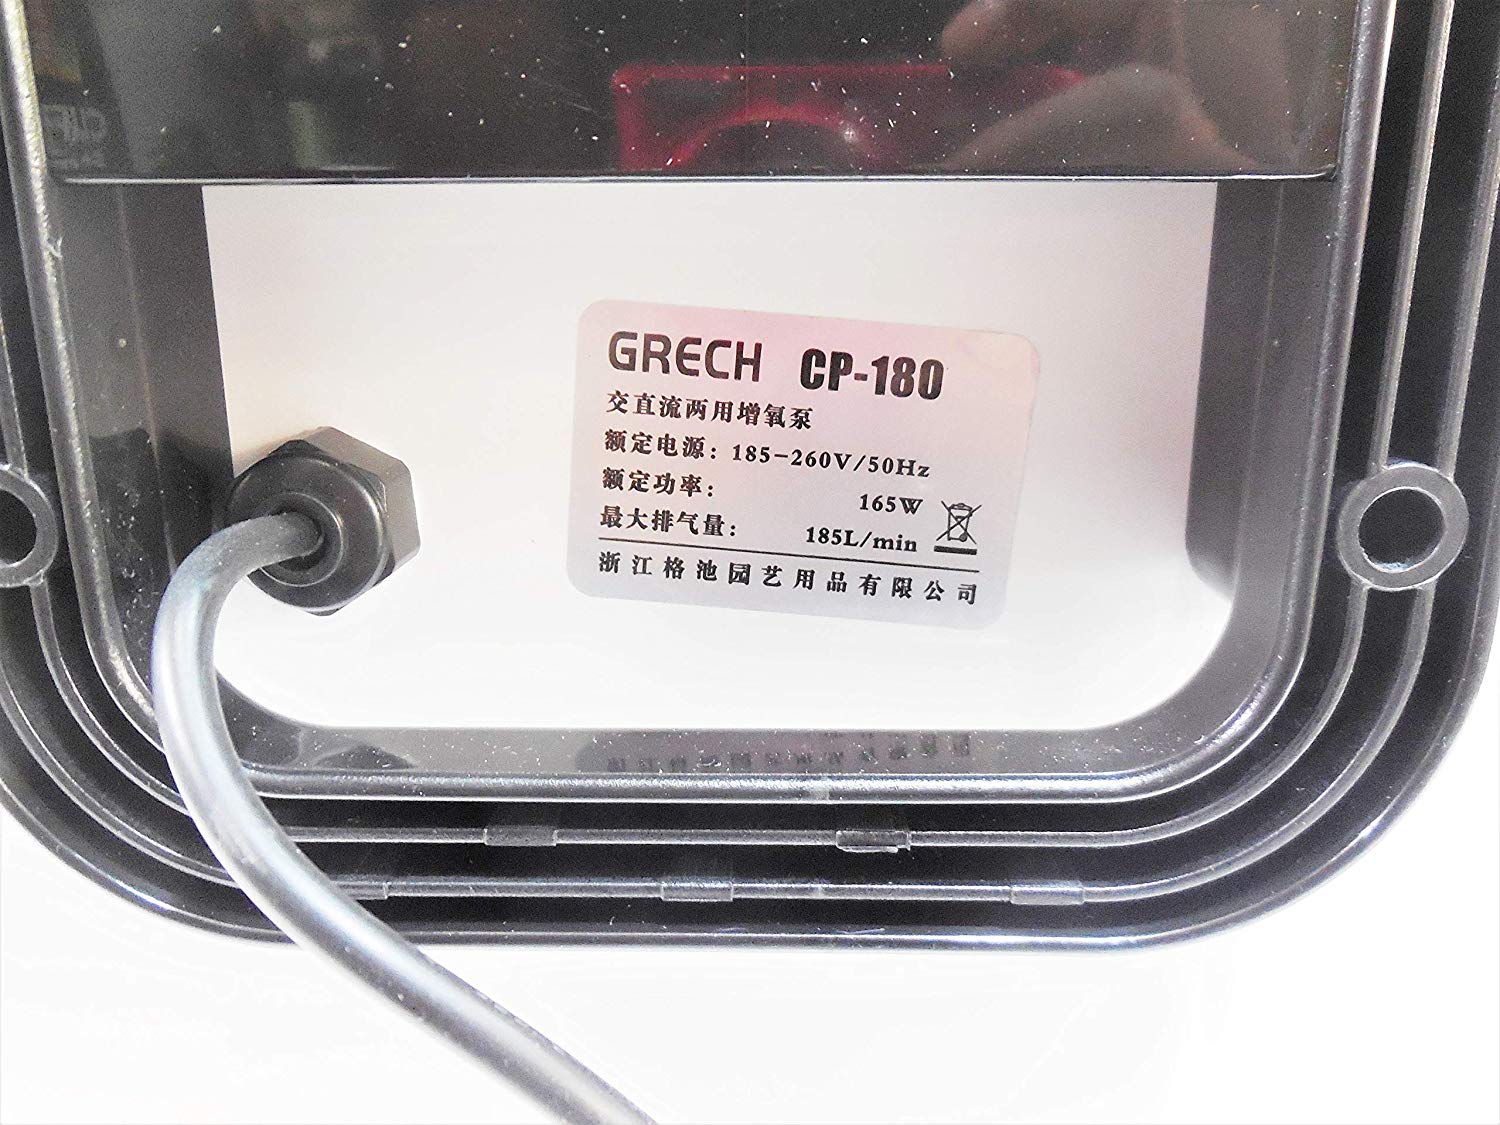 GRECH CP-180
交直流两用增氧泵
额定电源：185-260V/50Hz
额定功率：165W
最大排气量：185L/min
浙江格池园艺用品有限公司